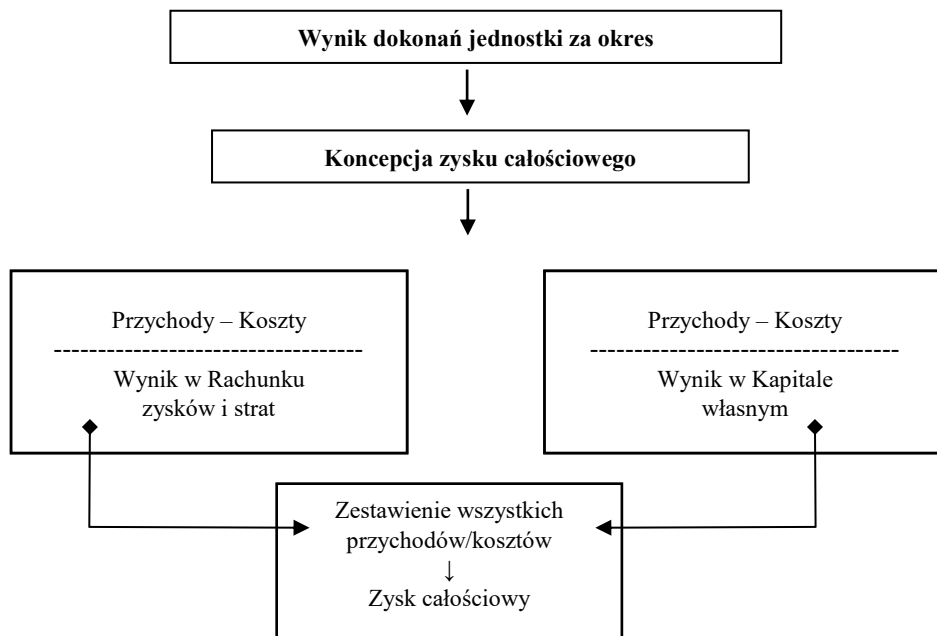 Wynik dokonań jednostki za okres
Koncepcja zysku całościowego
Przychody – Koszty
-----------------------------------
Wynik w Rachunku
zysków i strat
Przychody – Koszty
-----------------------------------
Wynik w Kapitale
własnym
Zestawienie wszystkich
przychodów/kosztów
↓
Zysk całościowy